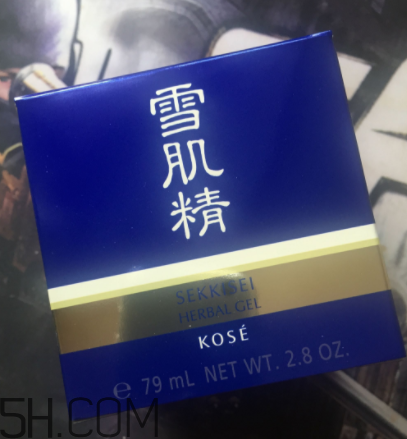 雪肌精
SEKKISEI
HERBAL GEL
KOSÉ
℮ 79 mL NET WT. 2.8 OZ.
5H.COM